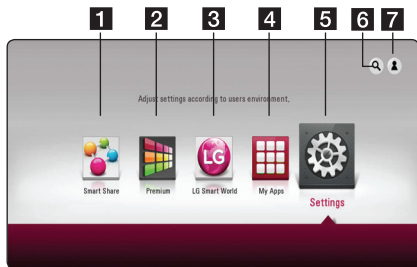 1 2 3 4 5 6 7
Adjust settings according to users environment.
LG
Smart Share Premium LG Smart World My Apps Settings